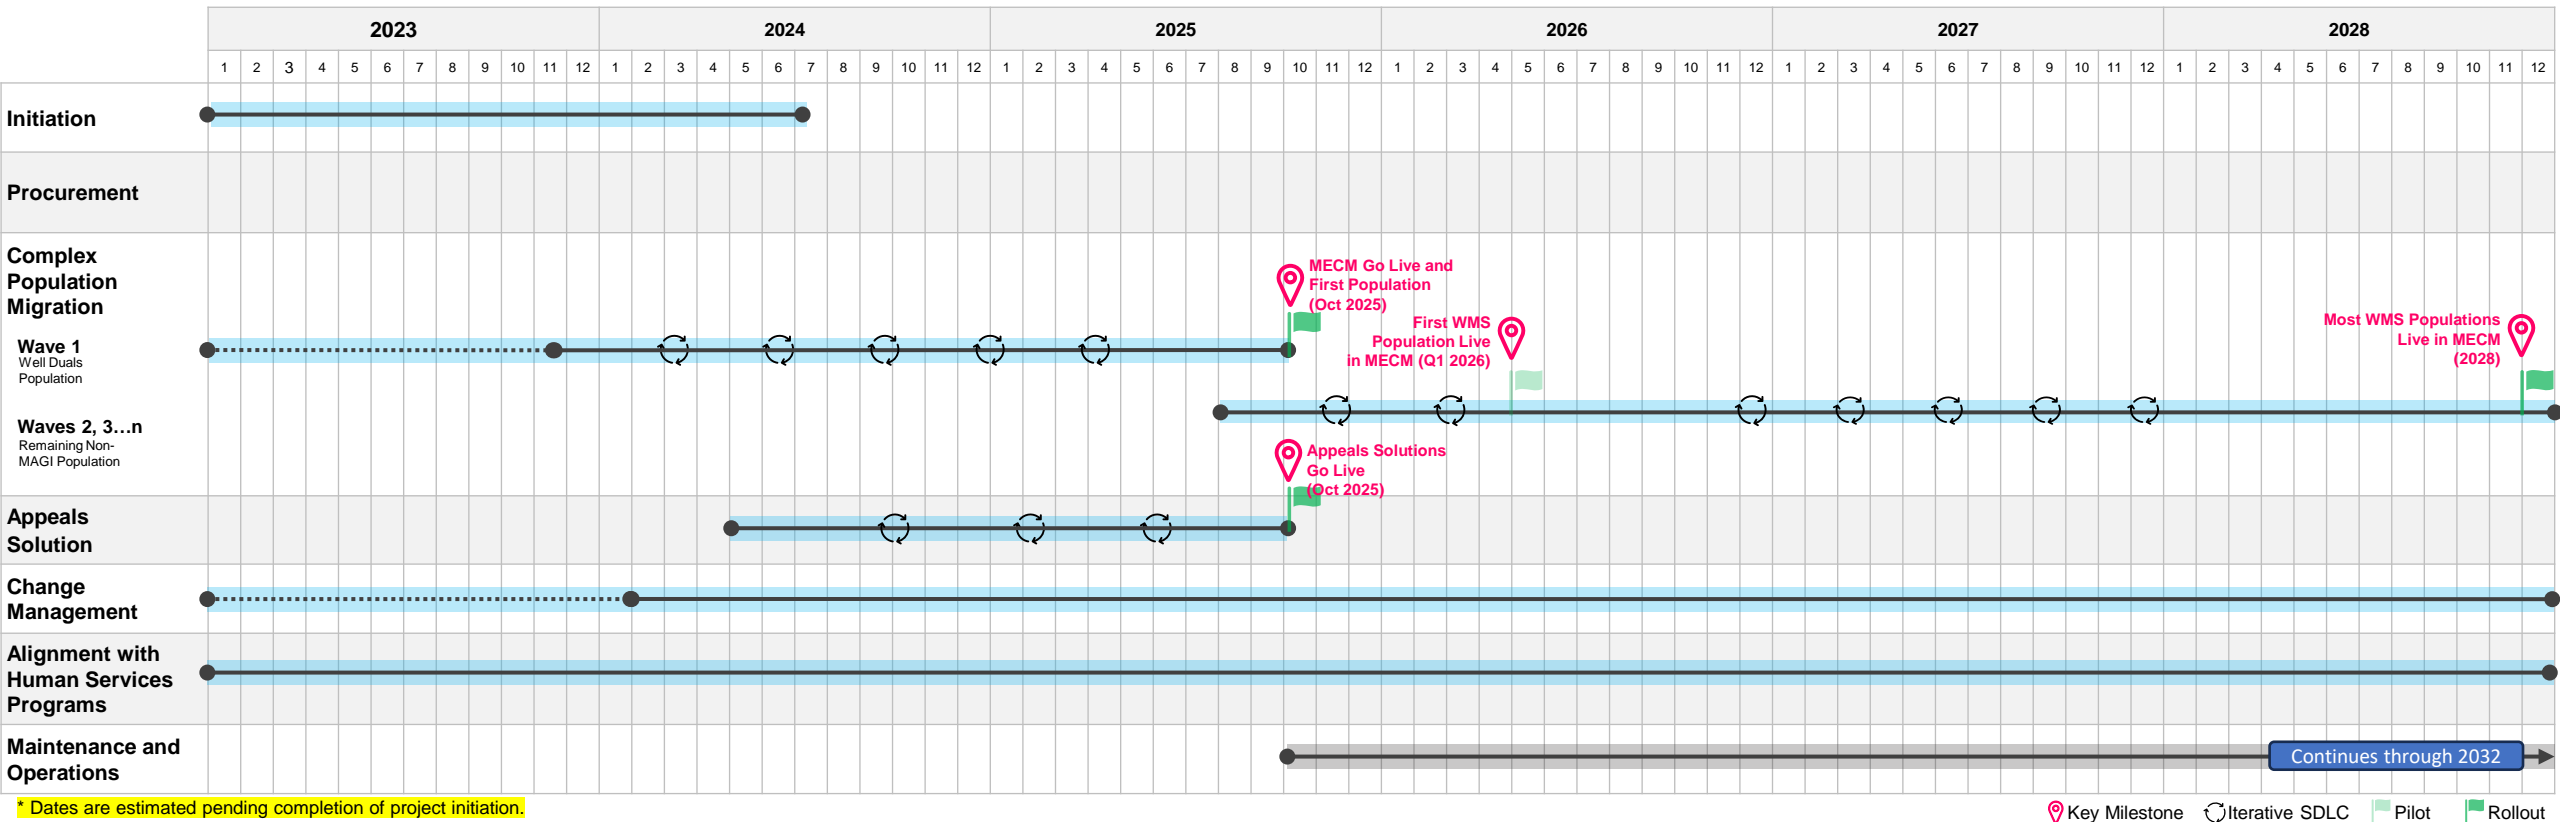 2023 2024 2025 2026 2027 2028
1 2 3 4 5 6 7 8 9 10 11 12 1 2 3 4 5 6 7 8 9 10 11 12 1 2 3 4 5 6 7 8 9 10 11 12 1 2 3 4 5 6 7 8 9 10 11 12 1 2 3 4 5 6 7 8 9 10 11 12 1 2 3 4 5 6 7 8 9 10 11 12
Initiation
Procurement
Complex
Population
Migration
MECM Go Live and
First Population
(Oct 2025)
First WMS
Population Live
in MECM (Q1 2026)
Most WMS Populations
Live in MECM
(2028)
Wave 1
Well Duals
Population
Waves 2, 3…n
Remaining Non-
MAGI Population
Appeals Solutions
Go Live
(Oct 2025)
Appeals
Solution
Change
Management
Alignment with
Human Services
Programs
Maintenance and
Operations
Continues through 2032
* Dates are estimated pending completion of project initiation.
Key Milestone Iterative SDLC Pilot Rollout